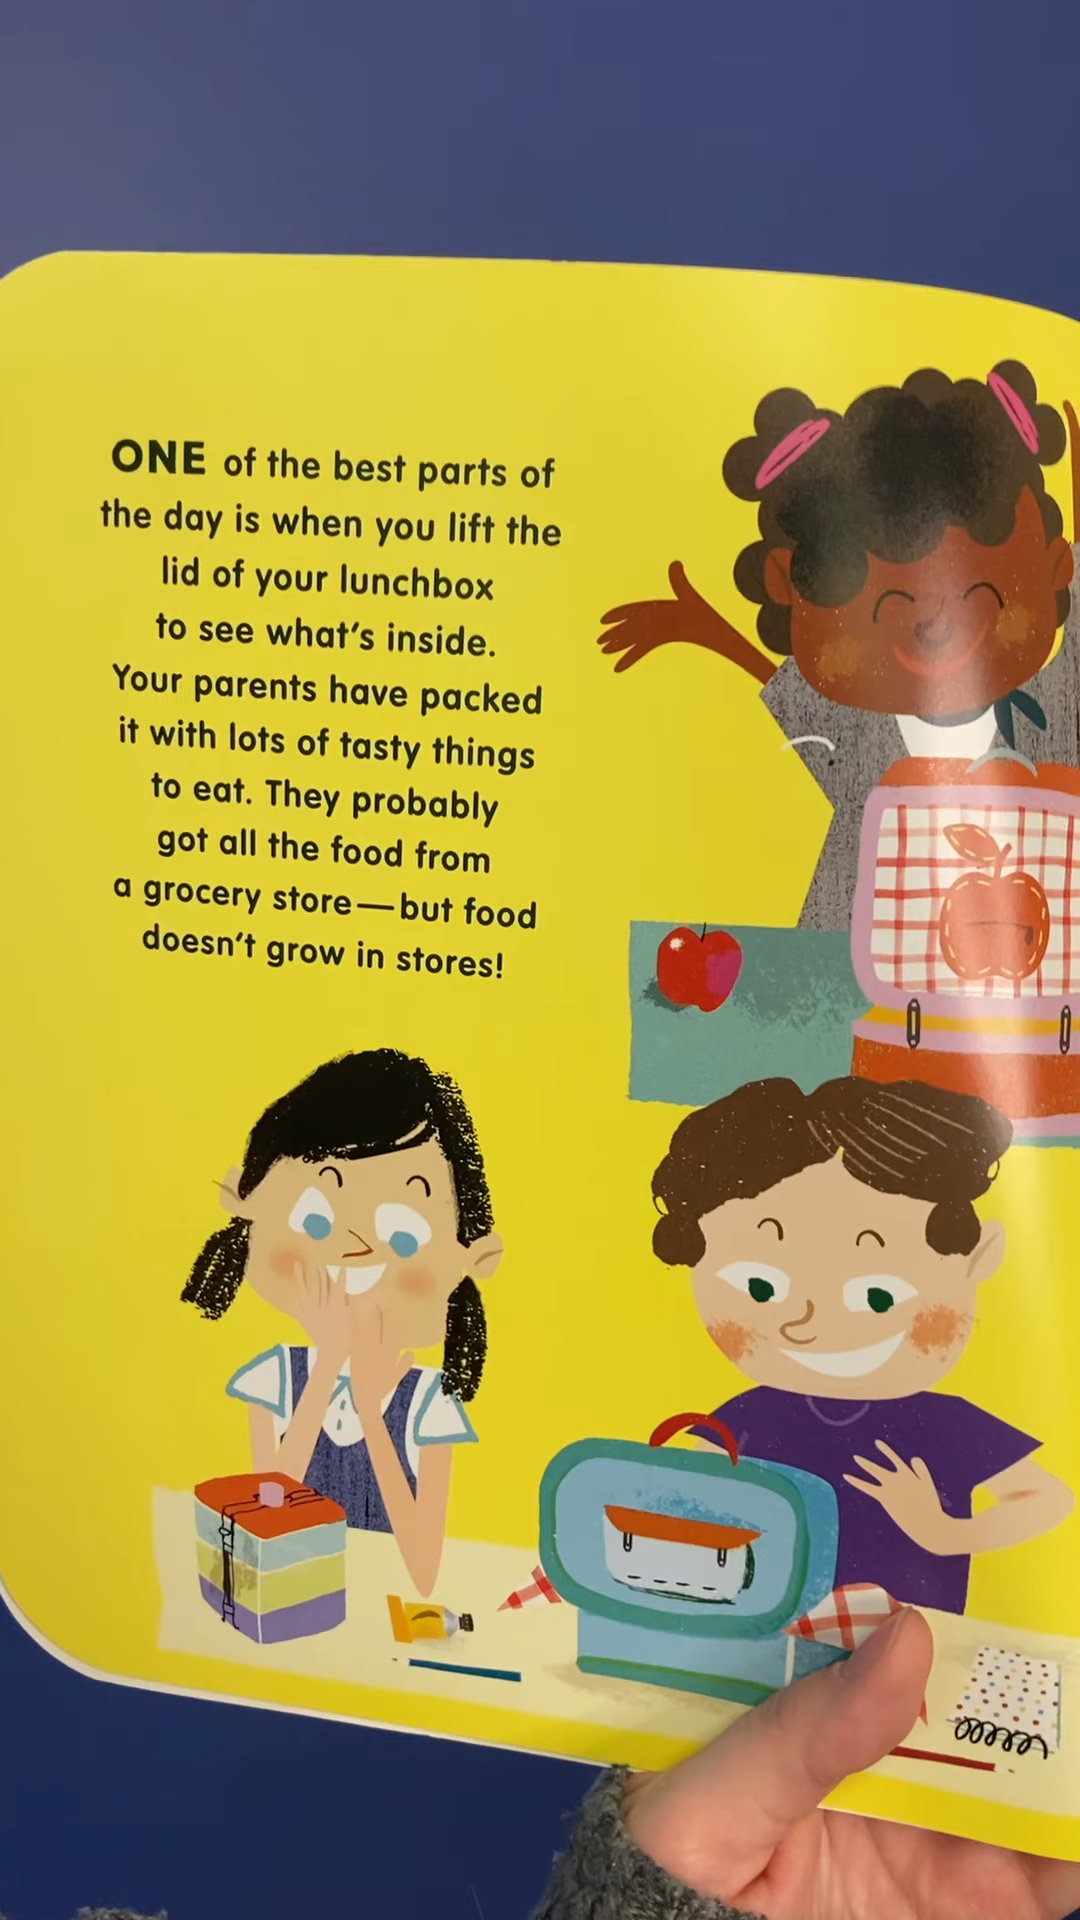 ONE of the best parts of
the day is when you lift the
lid of your lunchbox
to see what's inside.
Your parents have packed
it with lots of tasty things
to eat. They probably
got all the food from
a grocery store—but food
doesn't grow in stores!